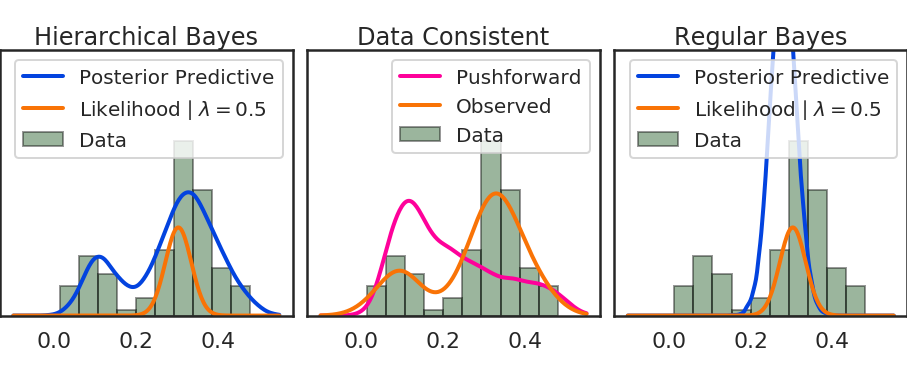 Hierarchical Bayes
Posterior Predictive
Likelihood | λ = 0.5
Data
0.0 0.2 0.4
Data Consistent
Pushforward
Observed
Data
0.0 0.2 0.4
Regular Bayes
Posterior Predictive
Likelihood | λ = 0.5
Data
0.0 0.2 0.4